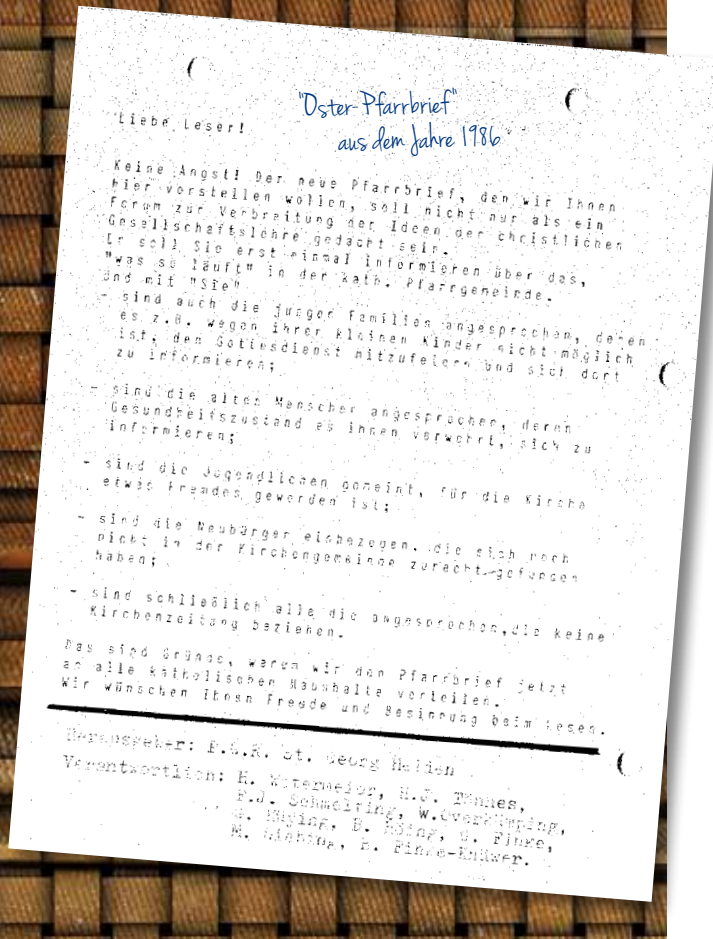 "Oster-Pfarrbrief"
aus dem Jahre 1986
Liebe Leser!
Keine Angst! Der neue Pfarrbrief, den wir Ihnen
hier vorstellen wollen, soll nicht nur als ein
Forum zur Verbreitung der Ideen der christlichen
Gesellschaftslehre gedacht sein.
Er soll Sie erst einmal informieren über das,
"was so läuft" in der kath. Pfarrgemeinde.
Und mit "Sie"
- sind auch die jungen Familien angesprochen, denen
es z.B. wegen ihrer kleinen Kinder nicht möglich
ist, den Gottesdienst mitzufeiern und sich dort
zu informieren;
- sind die alten Menschen angesprochen, deren
Gesundheitszustand es ihnen verwehrt, sich zu
informieren;
- sind die Jugendlichen gemeint, für die Kirche
etwas Fremdes geworden ist;
- sind die Neubürger einbezogen, die sich noch
nicht in der Kirchengemeinde zurecht gefunden
haben;
- sind schließlich alle die angesprochen, die keine
Kirchenzeitung beziehen.
Das sind Gründe, warum wir den Pfarrbrief jetzt
an alle katholischen Haushalte verteilen.
Wir wünschen Ihnen Freude und Besinnung beim Lesen.
Herausgeber: P.G.R. St. Georg
Verantwortlich: H. H.J. Tönnes,
F.J. Schmelting,
B. Finke,
M.